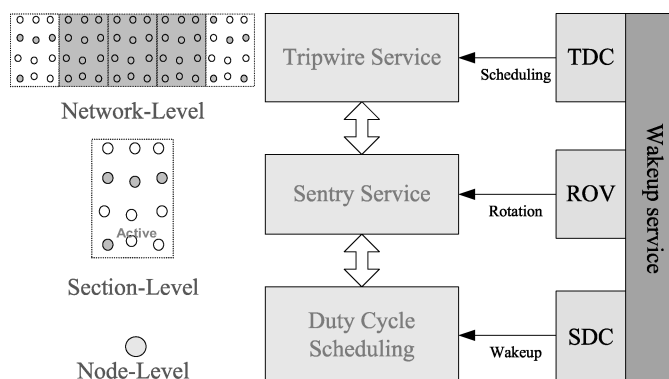 Tripwire Service
Scheduling
TDC
Network-Level
Wakeup service
Sentry Service
Rotation
ROV
Active
Section-Level
Duty Cycle
Scheduling
Wakeup
SDC
Node-Level